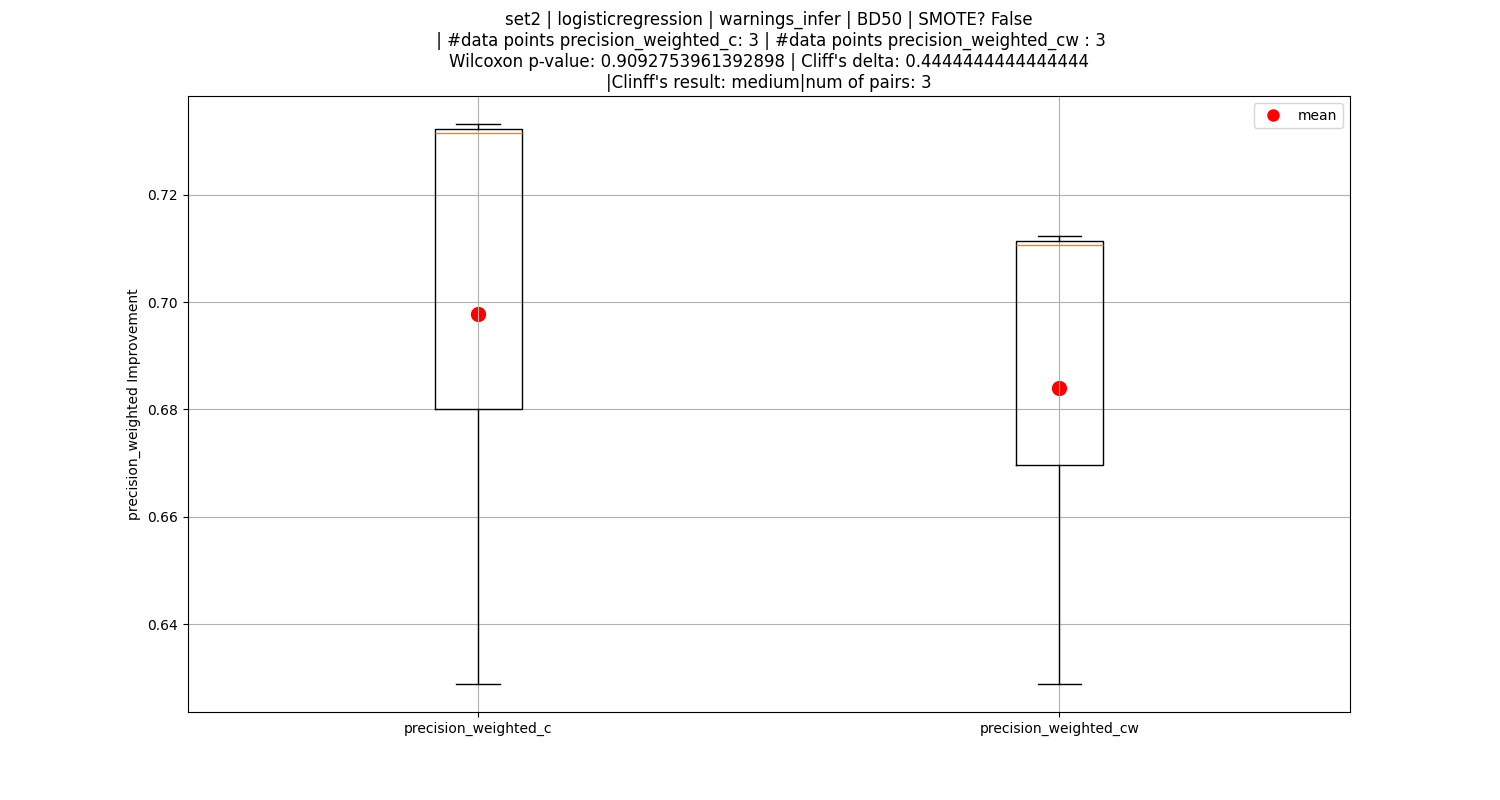 set2 | logisticregression | warnings_infer | BD50 | SMOTE? False
| #data points precision_weighted_c: 3 | #data points precision_weighted_cw : 3
Wilcoxon p-value: 0.9092753961392898 | Cliff's delta: 0.4444444444444444
|Clinff's result: medium|num of pairs: 3
mean
precision_weighted Improvement
0.72
0.70
0.68
0.66
0.64
precision_weighted_c
precision_weighted_cw